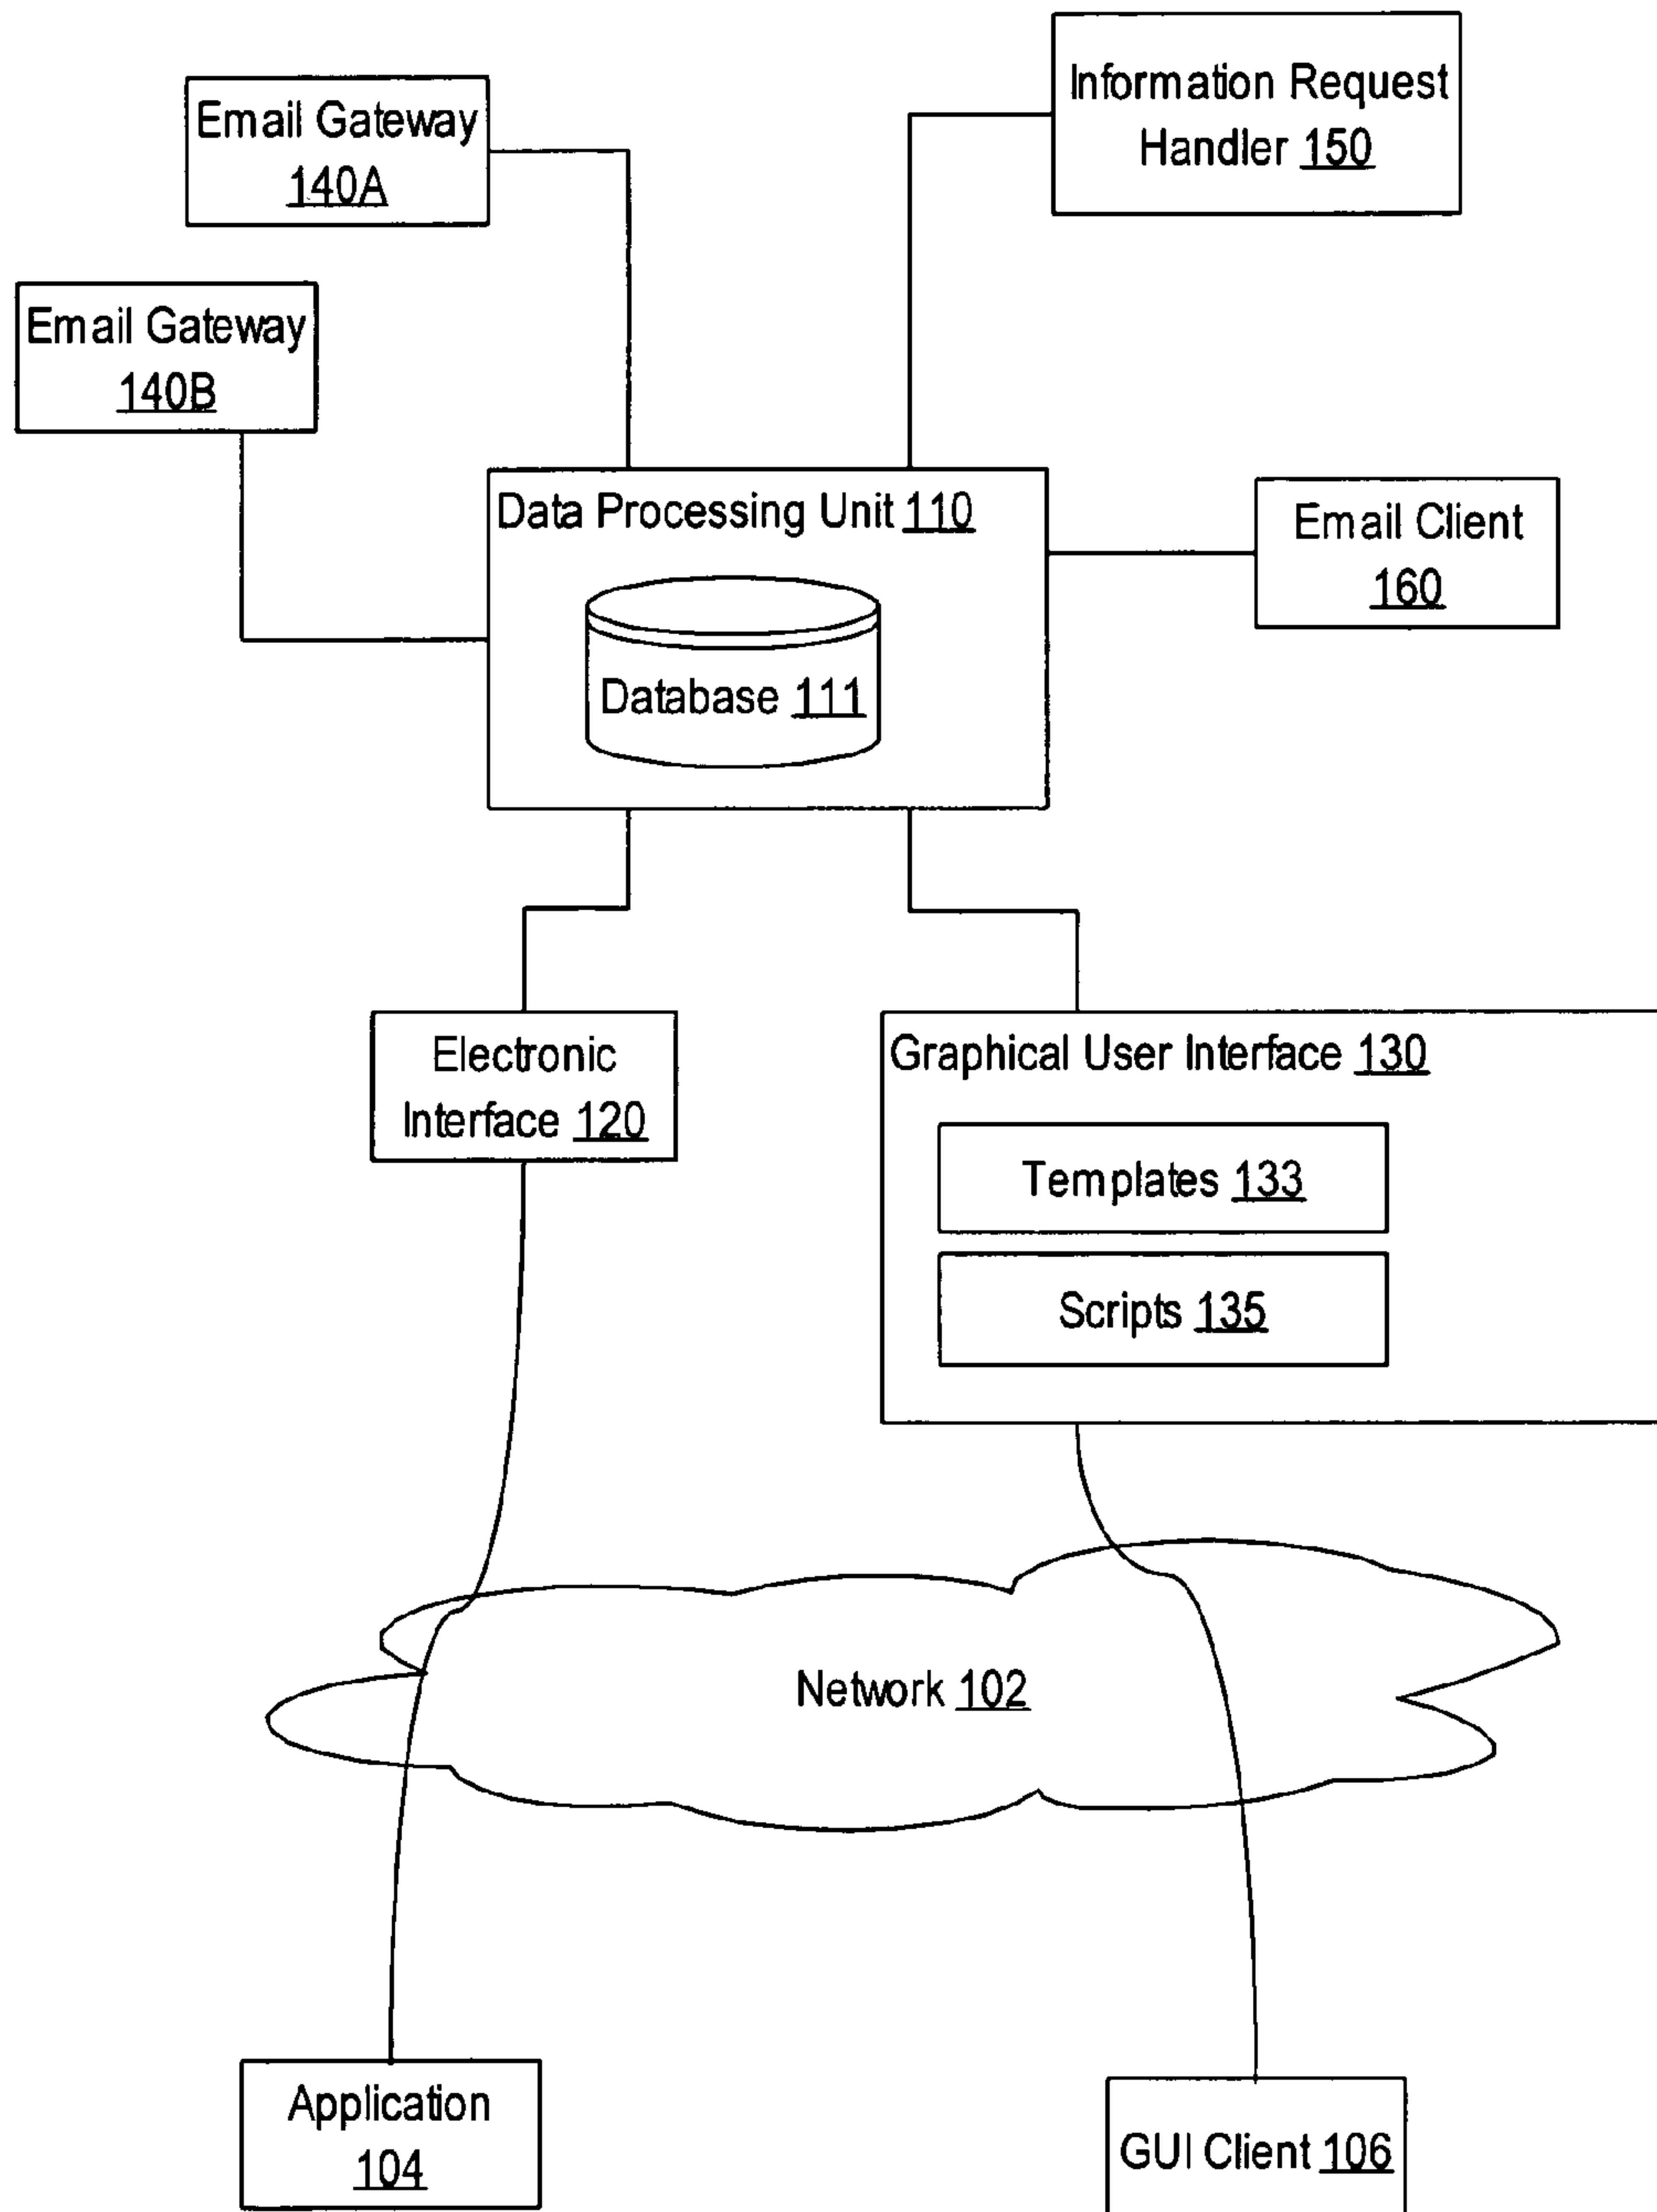 Information Request
Handler 150
Email Gateway
140A
Email Gateway
140B
Data Processing Unit 110
Database 111
Email Client
160
Electronic
Interface 120
Graphical User Interface 130
Templates 133
Scripts 135
Network 102
Application
104
GUI Client 106